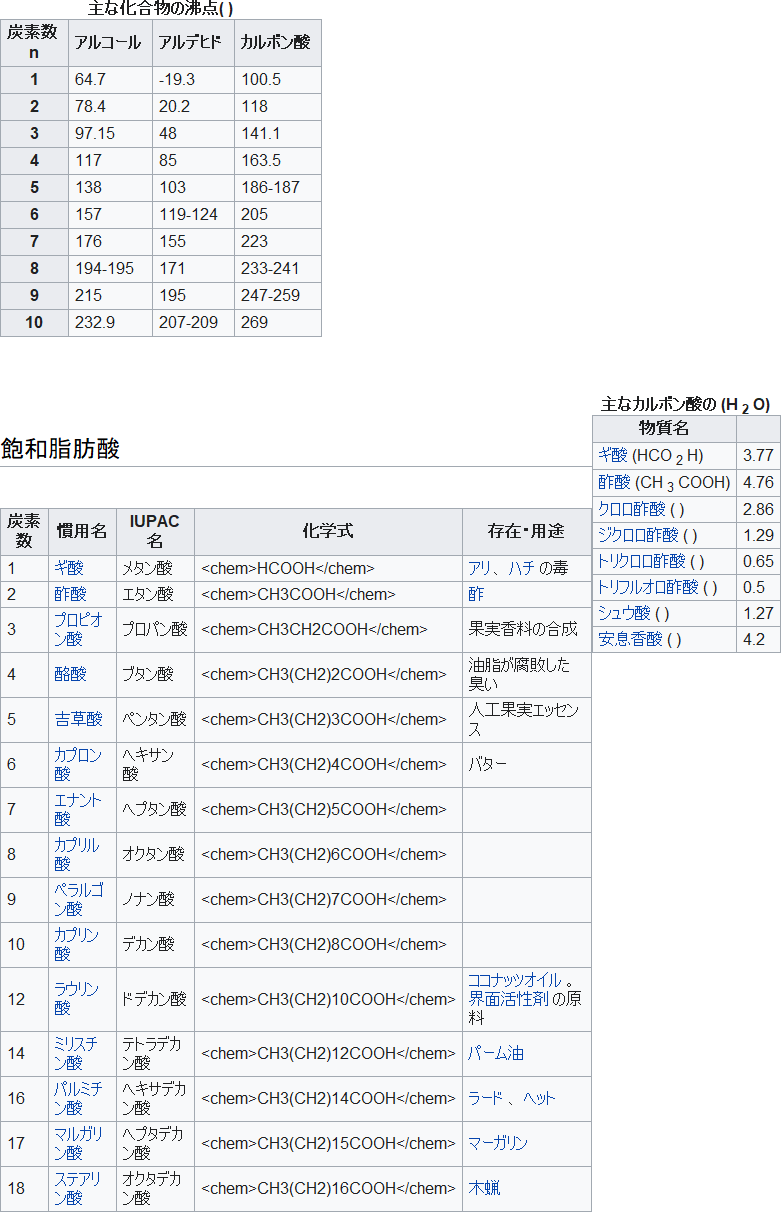 主な化合物の沸点( )
炭素数 n アルコール アルデヒド カルボン酸
1 64.7 -19.3 100.5
2 78.4 20.2 118
3 97.15 48 141.1
4 117 85 163.5
5 138 103 186-187
6 157 119-124 205
7 176 155 223
8 194-195 171 233-241
9 215 195 247-259
10 232.9 207-209 269
主なカルボン酸の (H 2 O)
物質名
ギ酸 (HCO 2 H) 3.77
酢酸 (CH 3 COOH) 4.76
クロロ酢酸 ( ) 2.86
ジクロロ酢酸 ( ) 1.29
トリクロロ酢酸 ( ) 0.65
トリフルオロ酢酸 ( ) 0.5
シュウ酸 ( ) 1.27
安息香酸 ( ) 4.2
飽和脂肪酸
炭素数 慣用名 IUPAC名 化学式 存在・用途
1 ギ酸 メタン酸 <chem>HCOOH</chem> アリ 、 ハチ の毒
2 酢酸 エタン酸 <chem>CH3COOH</chem> 酢
3 プロピオン酸 プロパン酸 <chem>CH3CH2COOH</chem> 果実香料の合成
4 酪酸 ブタン酸 <chem>CH3(CH2)2COOH</chem> 油脂が腐敗した臭い
5 吉草酸 ペンタン酸 <chem>CH3(CH2)3COOH</chem> 人工果実エッセンス
6 カプロン酸 ヘキサン酸 <chem>CH3(CH2)4COOH</chem> バター
7 エナント酸 ヘプタン酸 <chem>CH3(CH2)5COOH</chem>
8 カプリル酸 オクタン酸 <chem>CH3(CH2)6COOH</chem>
9 ペラルゴン酸 ノナン酸 <chem>CH3(CH2)7COOH</chem>
10 カプリン酸 デカン酸 <chem>CH3(CH2)8COOH</chem>
12 ラウリン酸 ドデカン酸 <chem>CH3(CH2)10COOH</chem> ココナッツオイル 。 界面活性剤 の原料
14 ミリスチン酸 テトラデカン酸 <chem>CH3(CH2)12COOH</chem> パーム油
16 パルミチン酸 ヘキサデカン酸 <chem>CH3(CH2)14COOH</chem> ラード 、 ヘット
17 マルガリン酸 ヘプタデカン酸 <chem>CH3(CH2)15COOH</chem> マーガリン
18 ステアリン酸 オクタデカン酸 <chem>CH3(CH2)16COOH</chem> 木蝋